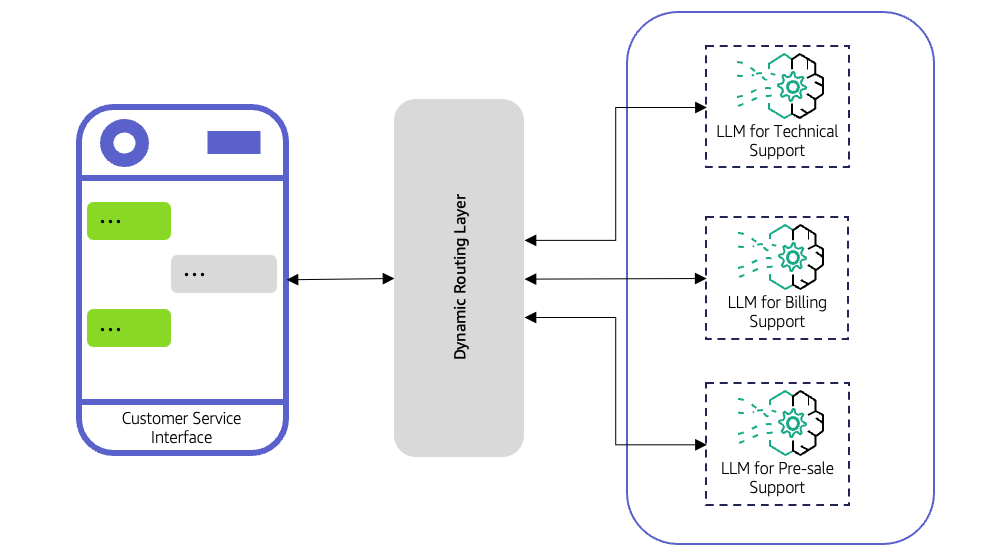 Customer Service
Interface
Dynamic Routing Layer
LLM for Technical
Support
LLM for Billing
Support
LLM for Pre-sale
Support